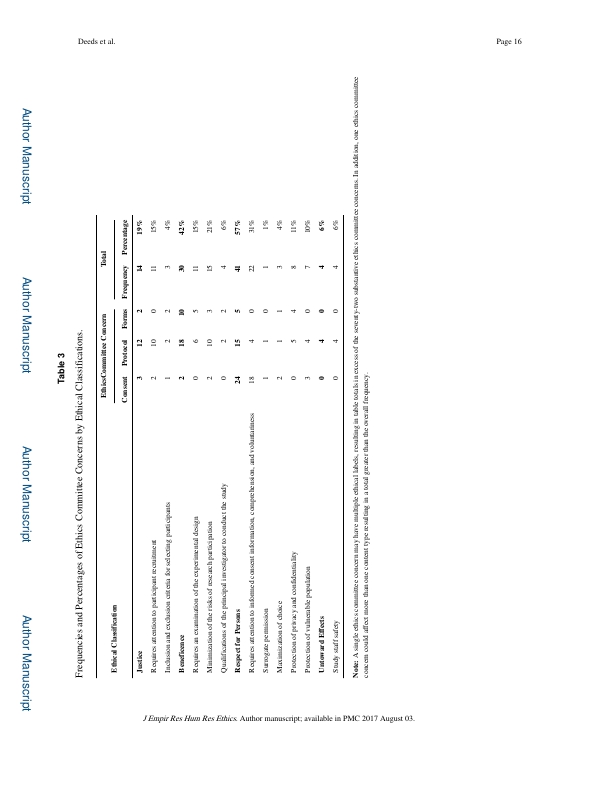 Deeds et al.
Page 16
Author Manuscript
Author Manuscript
Author Manuscript
Author Manuscript
Table 3
Frequencies and Percentages of Ethics Committee Concerns by Ethical Classifications.
EthicsCommittee Concern Total
Ethical Classification Consent Protocol Forms Frequency Percentage
Justice 3 12 2 14 19%
Requires attention to participant recruitment 2 10 0 11 15%
Inclusion and exclusion criteria for selecting participants 1 2 2 3 4%
Beneficence 2 18 10 30 42%
Requires an examination of the experimental design 0 6 5 11 15%
Minimization of the risks of research participation 2 10 3 15 21%
Qualifications of the principal investigator to conduct the study 0 2 2 4 6%
Respect for Persons 24 15 5 41 57%
Requires attention to informed consent information, comprehension, and voluntariness 18 4 0 22 31%
Surrogate permission 1 1 0 1 1%
Maximization of choice 2 1 1 3 4%
Protection of privacy and confidentiality 0 5 4 8 11%
Protection of vulnerable population 3 4 0 7 10%
Untoward Effects 0 4 0 4 6%
Study staff safety 0 4 0 4 6%
Note: A single ethics committee concern may have multiple ethical labels, resulting in table totals in excess of the seventy-two substantive ethics committee concerns. In addition, one ethics committee
concern could affect more than one content type resulting in a total greater than the overall frequency.
J Empir Res Hum Res Ethics. Author manuscript; available in PMC 2017 August 03.